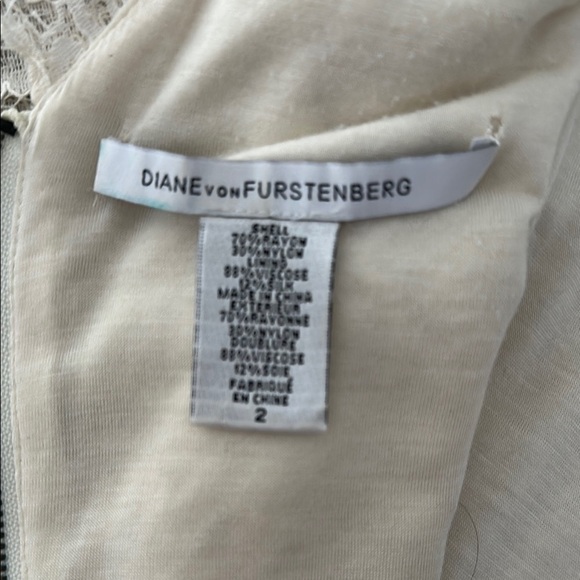 DIANE VON FURSTENBERG
SHELL
70%RAYON
30%NYLON
LINING
88%VISCOSE
12%SILK
MADE IN CHINA
EXTERIEUR
70%RAYONNE
30%NYLON
DOUBLURE
88%VISCOSE
12%SOIE
FABRIQUÉ
EN CHINE
2